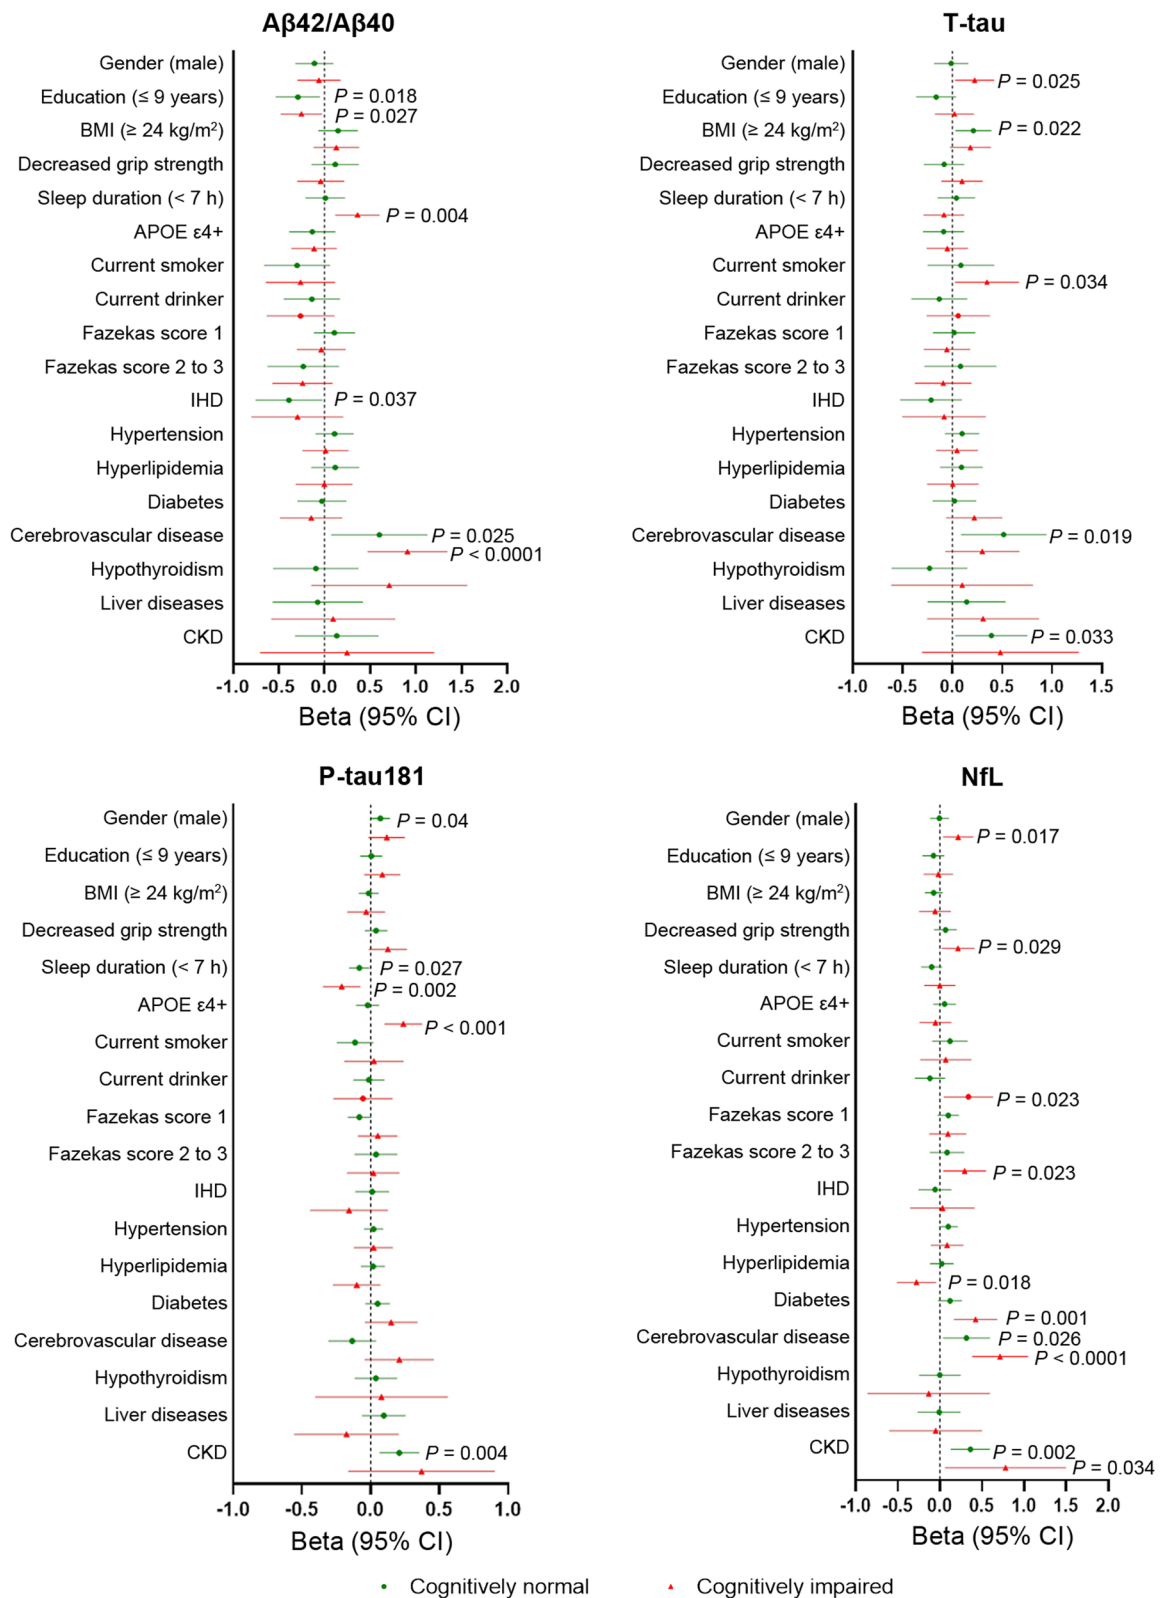 Aβ42/Aβ40
Gender (male)
Education (≤ 9 years) P = 0.018
P = 0.027
BMI (≥ 24 kg/m²)
Decreased grip strength
Sleep duration (< 7 h)
P = 0.004
APOE ε4+
Current smoker
Current drinker
Fazekas score 1
Fazekas score 2 to 3
IHD P = 0.037
Hypertension
Hyperlipidemia
Diabetes
Cerebrovascular disease P = 0.025
P < 0.0001
Hypothyroidism
Liver diseases
CKD
-1.0 -0.5 0.0 0.5 1.0 1.5 2.0
Beta (95% CI)
T-tau
Gender (male)
P = 0.025
Education (≤ 9 years)
BMI (≥ 24 kg/m²) P = 0.022
Decreased grip strength
Sleep duration (< 7 h)
APOE ε4+
Current smoker
P = 0.034
Current drinker
Fazekas score 1
Fazekas score 2 to 3
IHD
Hypertension
Hyperlipidemia
Diabetes
Cerebrovascular disease P = 0.019
Hypothyroidism
Liver diseases
CKD P = 0.033
-1.0 -0.5 0.0 0.5 1.0 1.5
Beta (95% CI)
P-tau181
Gender (male) P = 0.04
Education (≤ 9 years)
BMI (≥ 24 kg/m²)
Decreased grip strength
Sleep duration (< 7 h) P = 0.027
P = 0.002
APOE ε4+
P < 0.001
Current smoker
Current drinker
Fazekas score 1
Fazekas score 2 to 3
IHD
Hypertension
Hyperlipidemia
Diabetes
Cerebrovascular disease
Hypothyroidism
Liver diseases
CKD P = 0.004
-1.0 -0.5 0.0 0.5 1.0
Beta (95% CI)
NfL
Gender (male)
P = 0.017
Education (≤ 9 years)
BMI (≥ 24 kg/m²)
Decreased grip strength
P = 0.029
Sleep duration (< 7 h)
APOE ε4+
Current smoker
Current drinker
P = 0.023
Fazekas score 1
Fazekas score 2 to 3
P = 0.023
IHD
Hypertension
Hyperlipidemia
P = 0.018
Diabetes
P = 0.001
Cerebrovascular disease P = 0.026
P < 0.0001
Hypothyroidism
Liver diseases
CKD P = 0.002
P = 0.034
-1.0 -0.5 0.0 0.5 1.0 1.5 2.0
Beta (95% CI)
Cognitively normal
Cognitively impaired